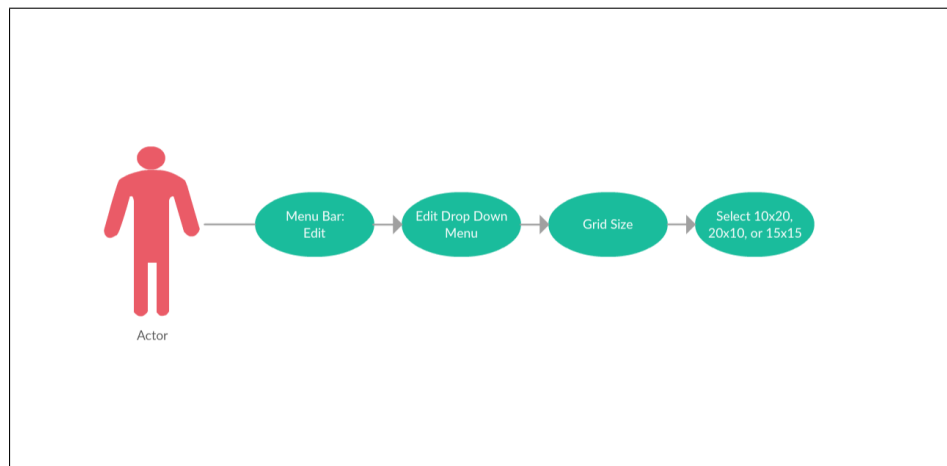 Menu Bar:
Edit
Edit Drop Down
Menu
Grid Size
Select 10x20,
20x10, or 15x15
Actor